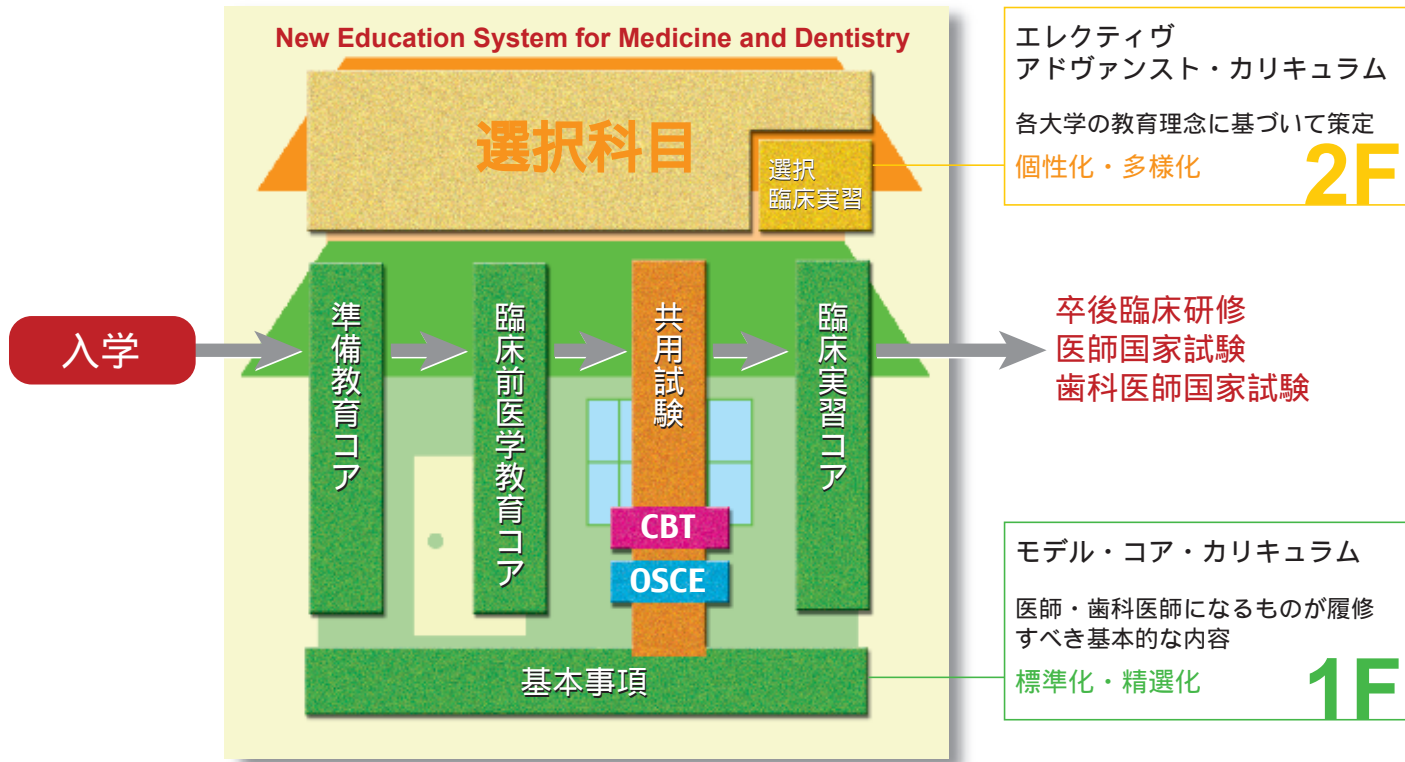 New Education System for Medicine and Dentistry
選択科目
選択
臨床実習
エレクティヴ
アドヴァンスト・カリキュラム
各大学の教育理念に基づいて策定
個性化・多様化
2F
入学
準備教育コア
臨床前医学教育コア
共用試験
CBT
OSCE
臨床実習コア
卒後臨床研修
医師国家試験
歯科医師国家試験
基本事項
モデル・コア・カリキュラム
医師・歯科医師になるものが履修
すべき基本的な内容
標準化・精選化
1F